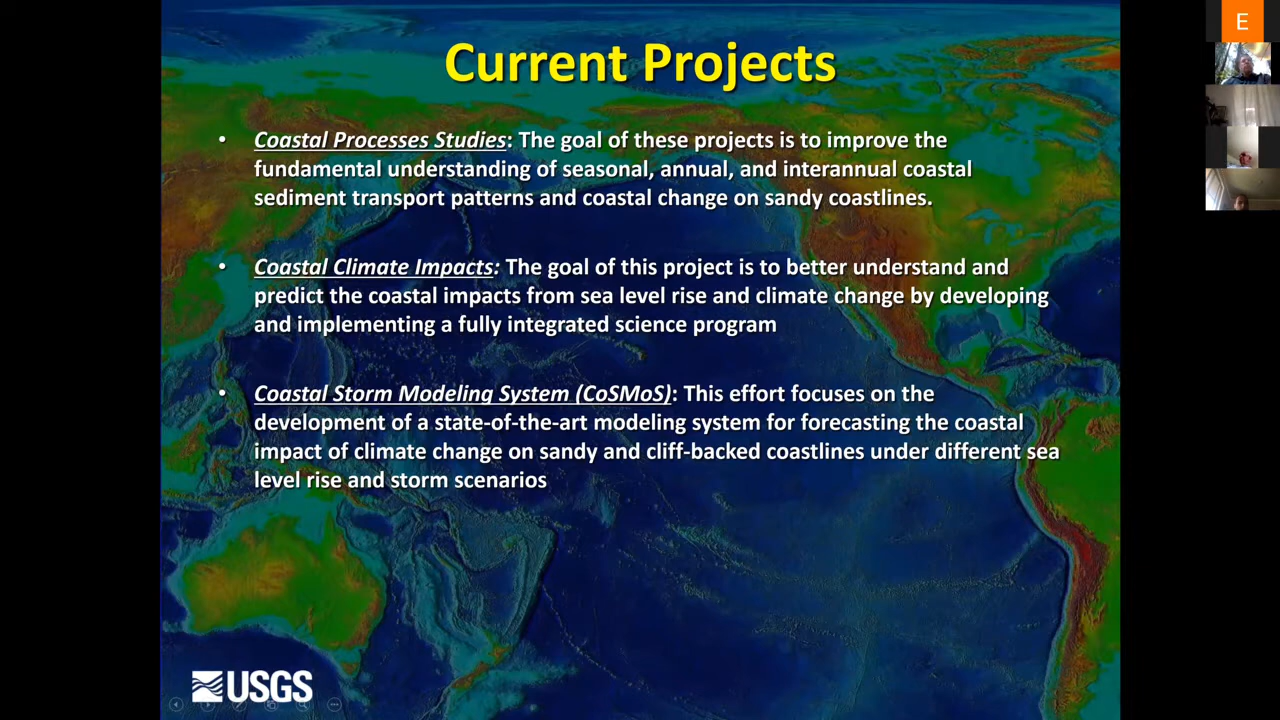 Current Projects
• Coastal Processes Studies: The goal of these projects is to improve the
fundamental understanding of seasonal, annual, and interannual coastal
sediment transport patterns and coastal change on sandy coastlines.
• Coastal Climate Impacts: The goal of this project is to better understand and
predict the coastal impacts from sea level rise and climate change by developing
and implementing a fully integrated science program
• Coastal Storm Modeling System (CoSMoS): This effort focuses on the
development of a state-of-the-art modeling system for forecasting the coastal
impact of climate change on sandy and cliff-backed coastlines under different sea
level rise and storm scenarios
USGS
E